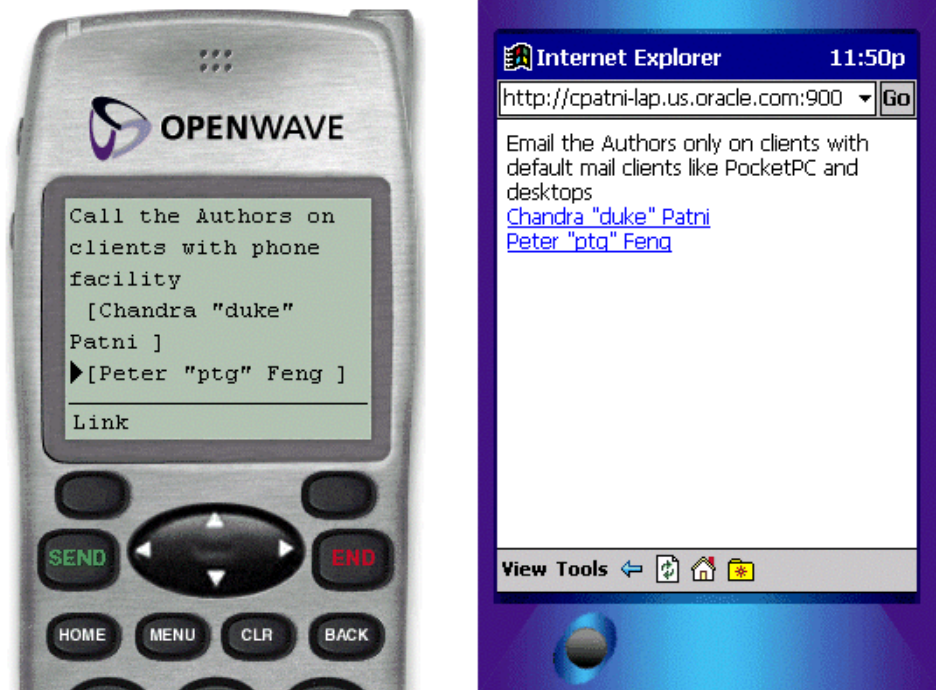 OPENWAVE
Call the Authors on
clients with phone
facility
[Chandra "duke"
Patni ]
[Peter "ptg" Feng ]
Link
SEND
END
HOME
MENU
CLR
BACK
Internet Explorer 11:50p
http://cpatni-lap.us.oracle.com:900 Go
Email the Authors only on clients with
default mail clients like PocketPC and
desktops
Chandra "duke" Patni
Peter "ptg" Feng
View Tools